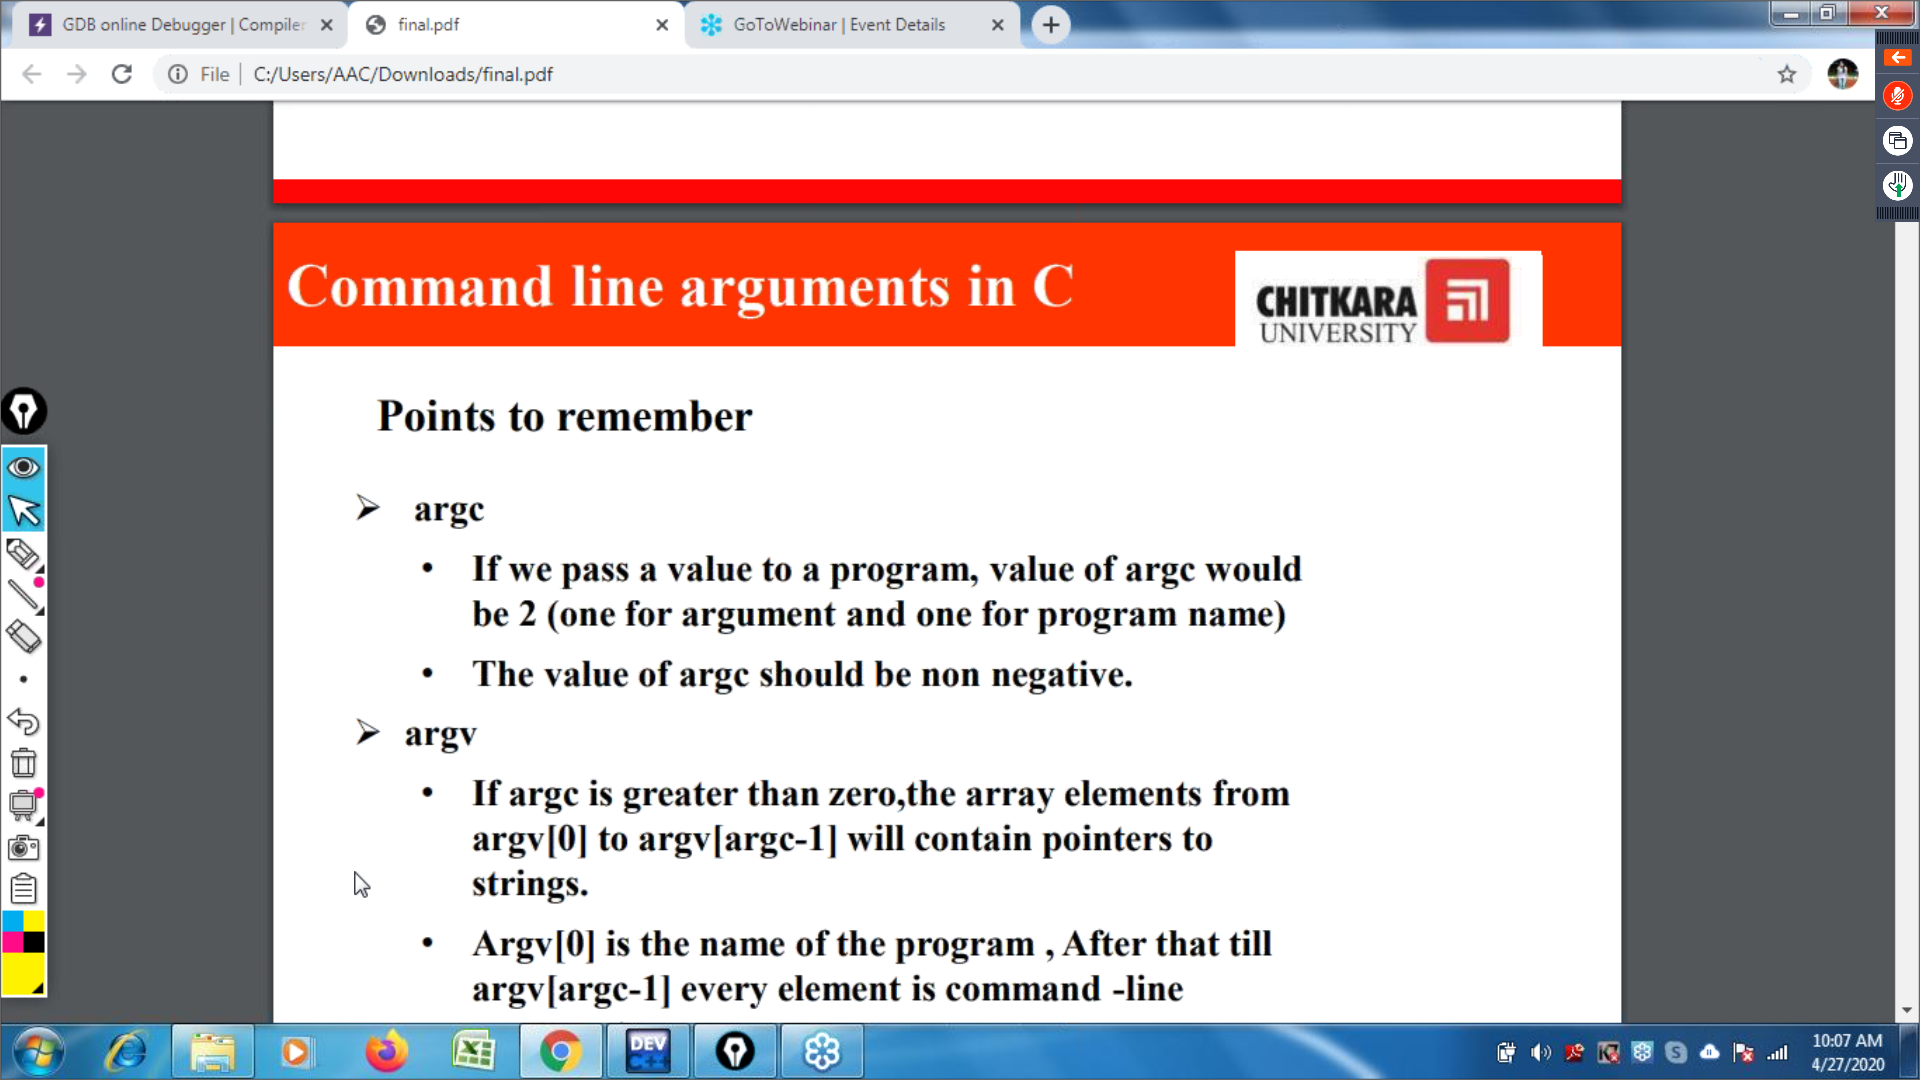 GDB online Debugger | Compiler
final.pdf
GoToWebinar | Event Details
File
C:/Users/AAC/Downloads/final.pdf
Command line arguments in C
CHITKARA
UNIVERSITY
Points to remember
➢ argc
• If we pass a value to a program, value of argc would
be 2 (one for argument and one for program name)
• The value of argc should be non negative.
➢ argv
• If argc is greater than zero,the array elements from
argv[0] to argv[argc-1] will contain pointers to
strings.
• Argv[0] is the name of the program , After that till
argv[argc-1] every element is command -line
DEV
C++
10:07 AM
4/27/2020